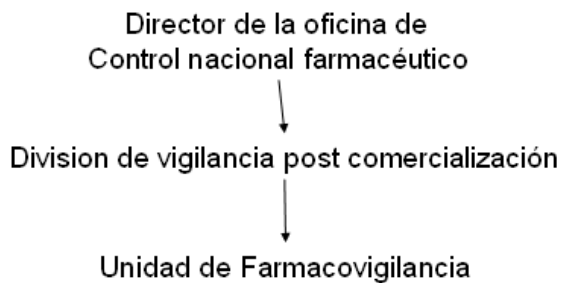 Director de la oficina de
Control nacional farmacéutico
Division de vigilancia post comercialización
Unidad de Farmacovigilancia